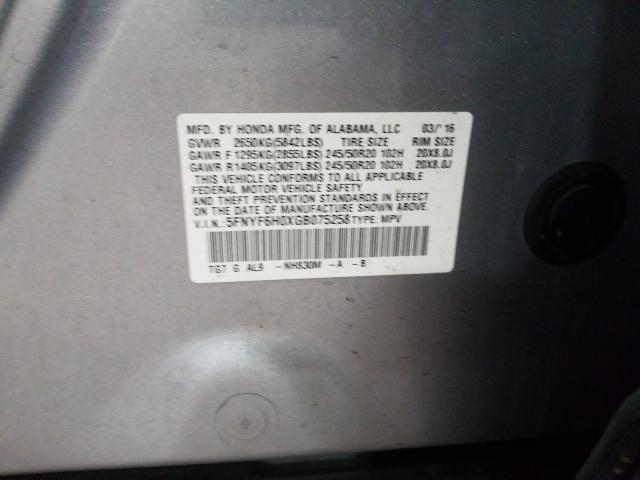 MFD. BY HONDA MFG. OF ALABAMA, LLC 03/'16
GVWR 2650KG(5842LBS) TIRE SIZE RIM SIZE
GAWR F 1295KG(2855LBS) 245/50R20 102H 20X8.0J
GAWR R1405KG(3097LBS) 245/50R20 102H 20X8.0J
THIS VEHICLE CONFORMS TO ALL APPLICABLE
FEDERAL MOTOR VEHICLE SAFETY
AND THEFT PREVENTION STANDARDS IN EFFECT
ON THE DATE OF MANUFACTURE SHOWN ABOVE.
V.I.N.:5FNYF6H0XGB075258 TYPE: MPV
TG7 G AL9 -NH830M -A -B